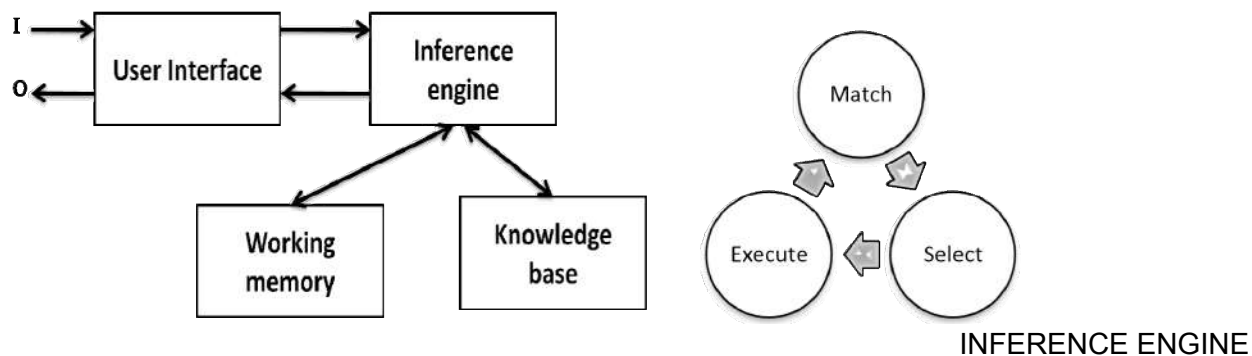 I
O
User Interface
Inference
engine
Working
memory
Knowledge
base
Match
Execute
Select
INFERENCE ENGINE